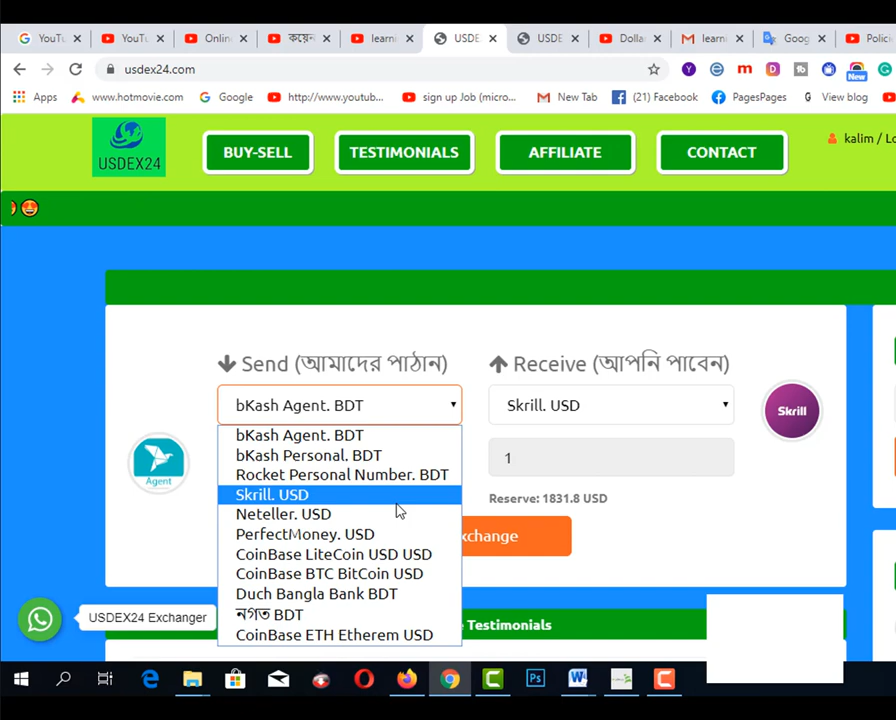 YouTu
YouTu
Onlin
কয়েন
learni
USDE
USDE
Dollar
learni
Goog
Policie
usdex24.com
New
Apps
www.hotmovie.com
Google
http://www.youtub...
sign up Job (micro...
New Tab
(21) Facebook
PagesPages
View blog
USDEX24
BUY-SELL
TESTIMONIALS
AFFILIATE
CONTACT
kalim / Lo
Send (আমাদের পাঠান)
Receive (আপনি পাবেন)
bKash Agent. BDT
Skrill. USD
Skrill
Agent
bKash Agent. BDT
bKash Personal. BDT
Rocket Personal Number. BDT
Skrill. USD
Neteller. USD
PerfectMoney. USD
CoinBase LiteCoin USD USD
CoinBase BTC BitCoin USD
Duch Bangla Bank BDT
নগত BDT
CoinBase ETH Etherem USD
1
Reserve: 1831.8 USD
xchange
USDEX24 Exchanger
Testimonials